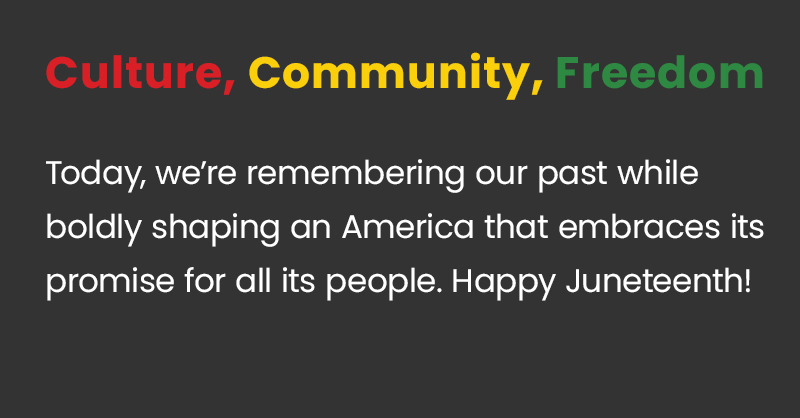 Culture, Community, Freedom
Today, we’re remembering our past while
boldly shaping an America that embraces its
promise for all its people. Happy Juneteenth!